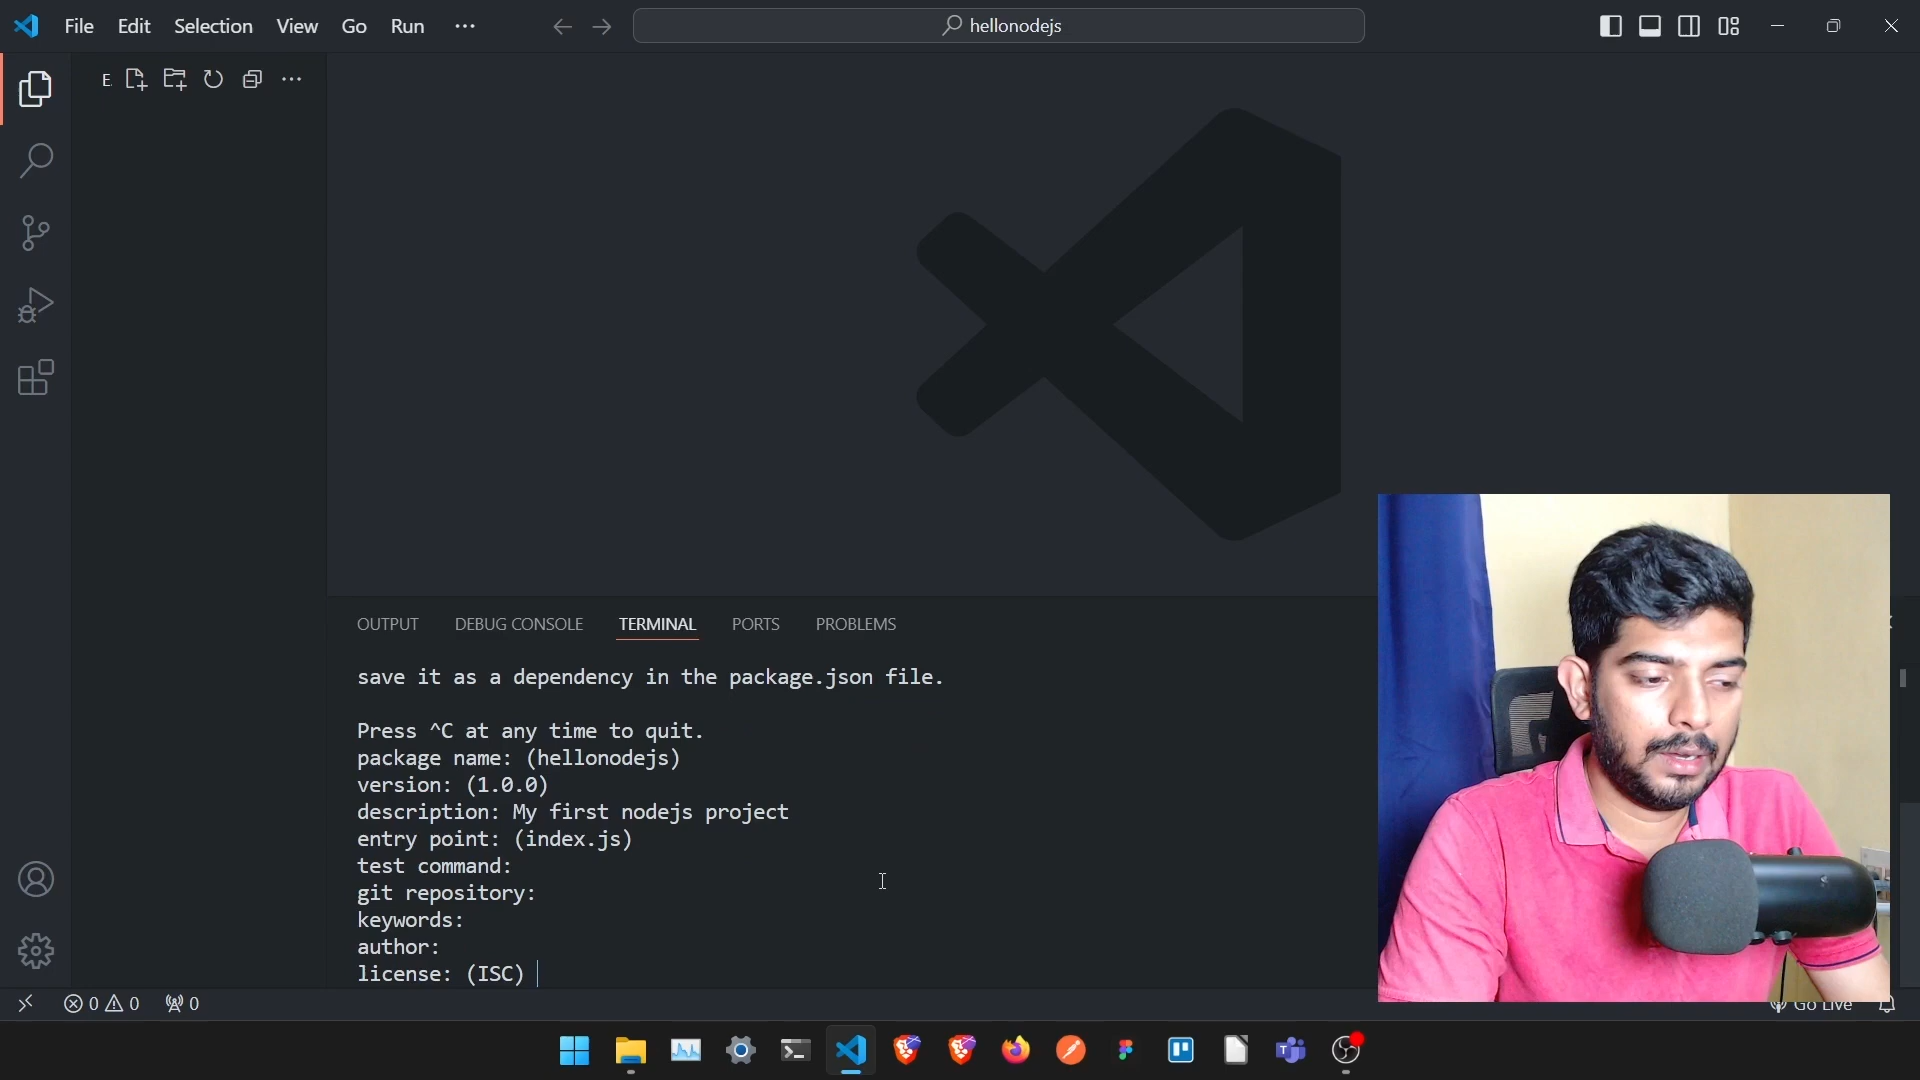 File Edit Selection View Go Run ···
hellonodejs
E
OUTPUT DEBUG CONSOLE TERMINAL PORTS PROBLEMS
save it as a dependency in the package.json file.
Press ^C at any time to quit.
package name: (hellonodejs)
version: (1.0.0)
description: My first nodejs project
entry point: (index.js)
test command:
git repository:
keywords:
author:
license: (ISC)
0 0 0 Go Live